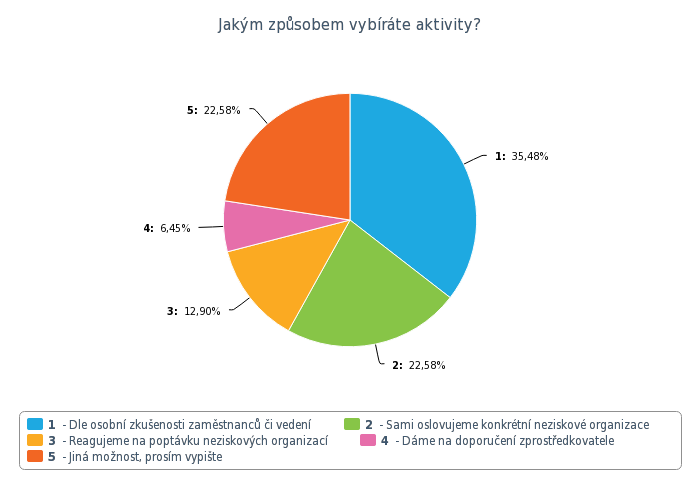 Jakým způsobem vybíráte aktivity?
5: 22,58%
1: 35,48%
4: 6,45%
3: 12,90%
2: 22,58%
1 - Dle osobní zkušenosti zaměstnanců či vedení
2 - Sami oslovujeme konkrétní neziskové organizace
3 - Reagujeme na poptávku neziskových organizací
4 - Dáme na doporučení zprostředkovatele
5 - Jiná možnost, prosím vypište